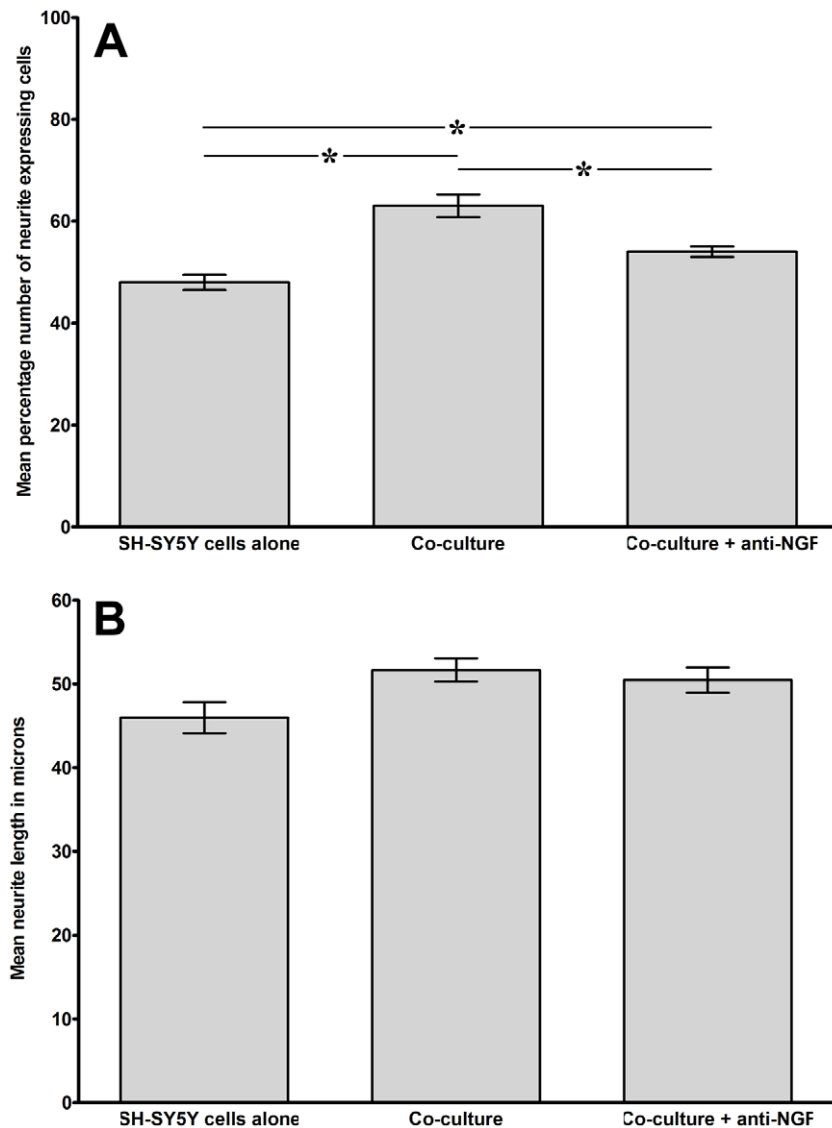 A
Mean percentage number of neurite expressing cells
100
80
60
40
20
0
*
*
*
SH-SY5Y cells alone
Co-culture
Co-culture + anti-NGF
B
Mean neurite length in microns
60
50
40
30
20
10
0
SH-SY5Y cells alone
Co-culture
Co-culture + anti-NGF